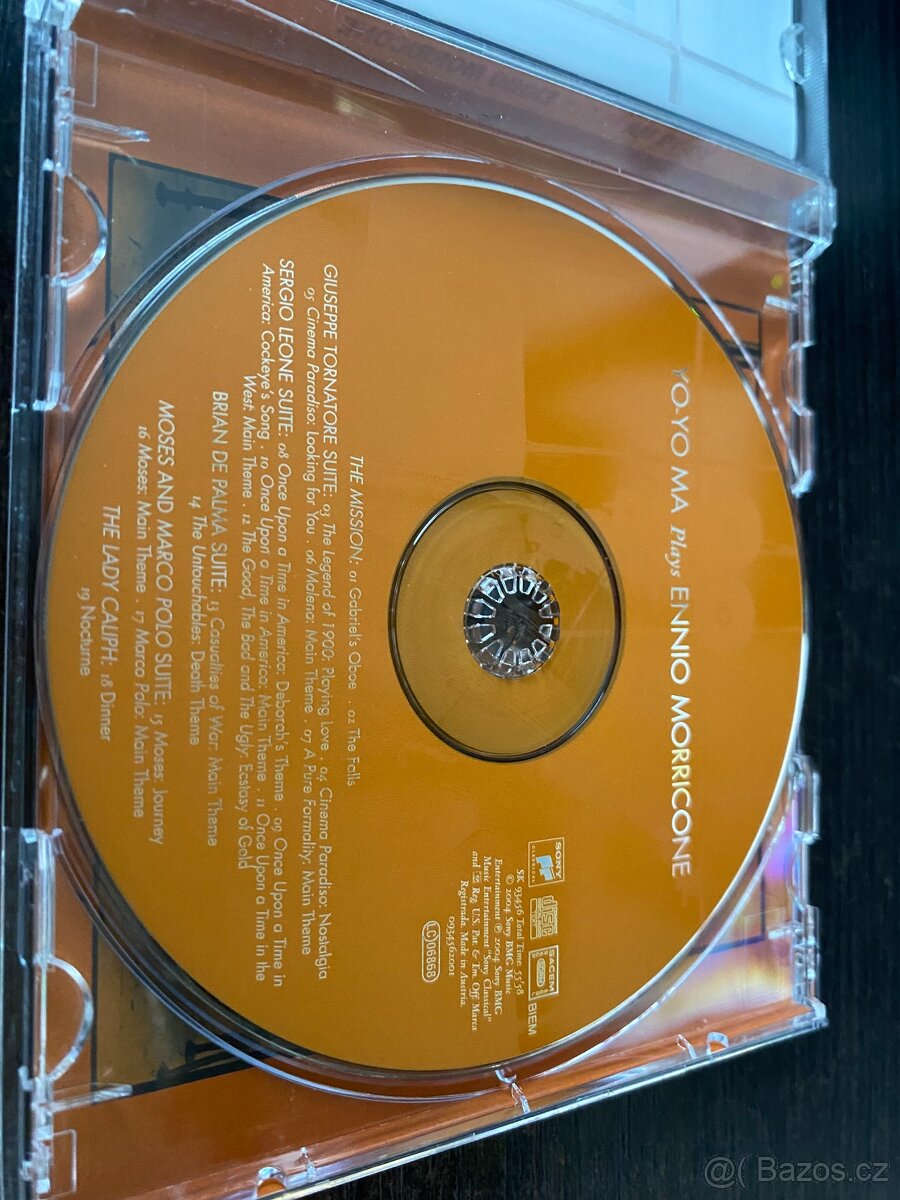 YO-YO MA Plays ENNIO MORRICONE
SONY
CLASSICAL
SACEM
BIEM
SK 93456 Total Time 55'58
© 2004 Sony BMG Music
Entertainment ℗ 2004 Sony BMG
Music Entertainment "Sony Classical"
and Reg. U.S. Pat. & Tm. Off. Marca
Registrada. Made in Austria.
0934562001
LC 06868
THE MISSION: 01 Gabriel's Oboe . 02 The Falls
GIUSEPPE TORNATORE SUITE: 03 The Legend of 1900: Playing Love . 04 Cinema Paradiso: Nostalgia
05 Cinema Paradiso: Looking for You . 06 Malena: Main Theme . 07 A Pure Formality: Main Theme
SERGIO LEONE SUITE: 08 Once Upon a Time in America: Deborah's Theme . 09 Once Upon a Time in
America: Cockeye's Song . 10 Once Upon a Time in America: Main Theme . 11 Once Upon a Time in the
West: Main Theme . 12 The Good, The Bad and The Ugly: Ecstasy of Gold
BRIAN DE PALMA SUITE: 13 Casualities of War: Main Theme
14 The Untouchables: Death Theme
MOSES AND MARCO POLO SUITE: 15 Moses: Journey
16 Moses: Main Theme . 17 Marco Polo: Main Theme
THE LADY CALIPH: 18 Dinner
19 Nocturne
@( Bazos.cz